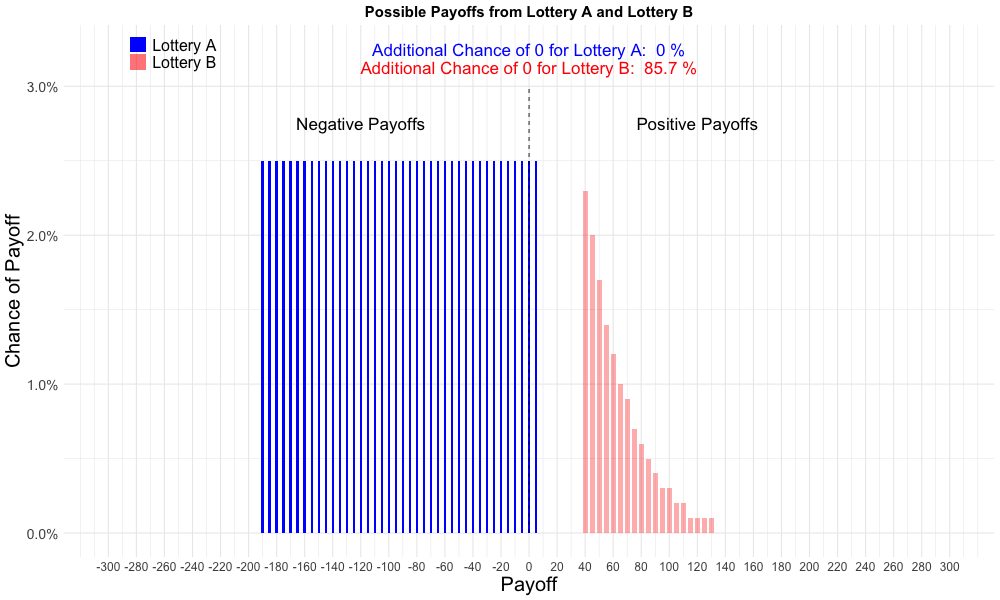 Possible Payoffs from Lottery A and Lottery B
Lottery A
Lottery B
Additional Chance of 0 for Lottery A:  0 %
Additional Chance of 0 for Lottery B:  85.7 %
Negative Payoffs
Positive Payoffs
Chance of Payoff
3.0%
2.0%
1.0%
0.0%
-300 -280 -260 -240 -220 -200 -180 -160 -140 -120 -100 -80 -60 -40 -20 0 20 40 60 80 100 120 140 160 180 200 220 240 260 280 300
Payoff